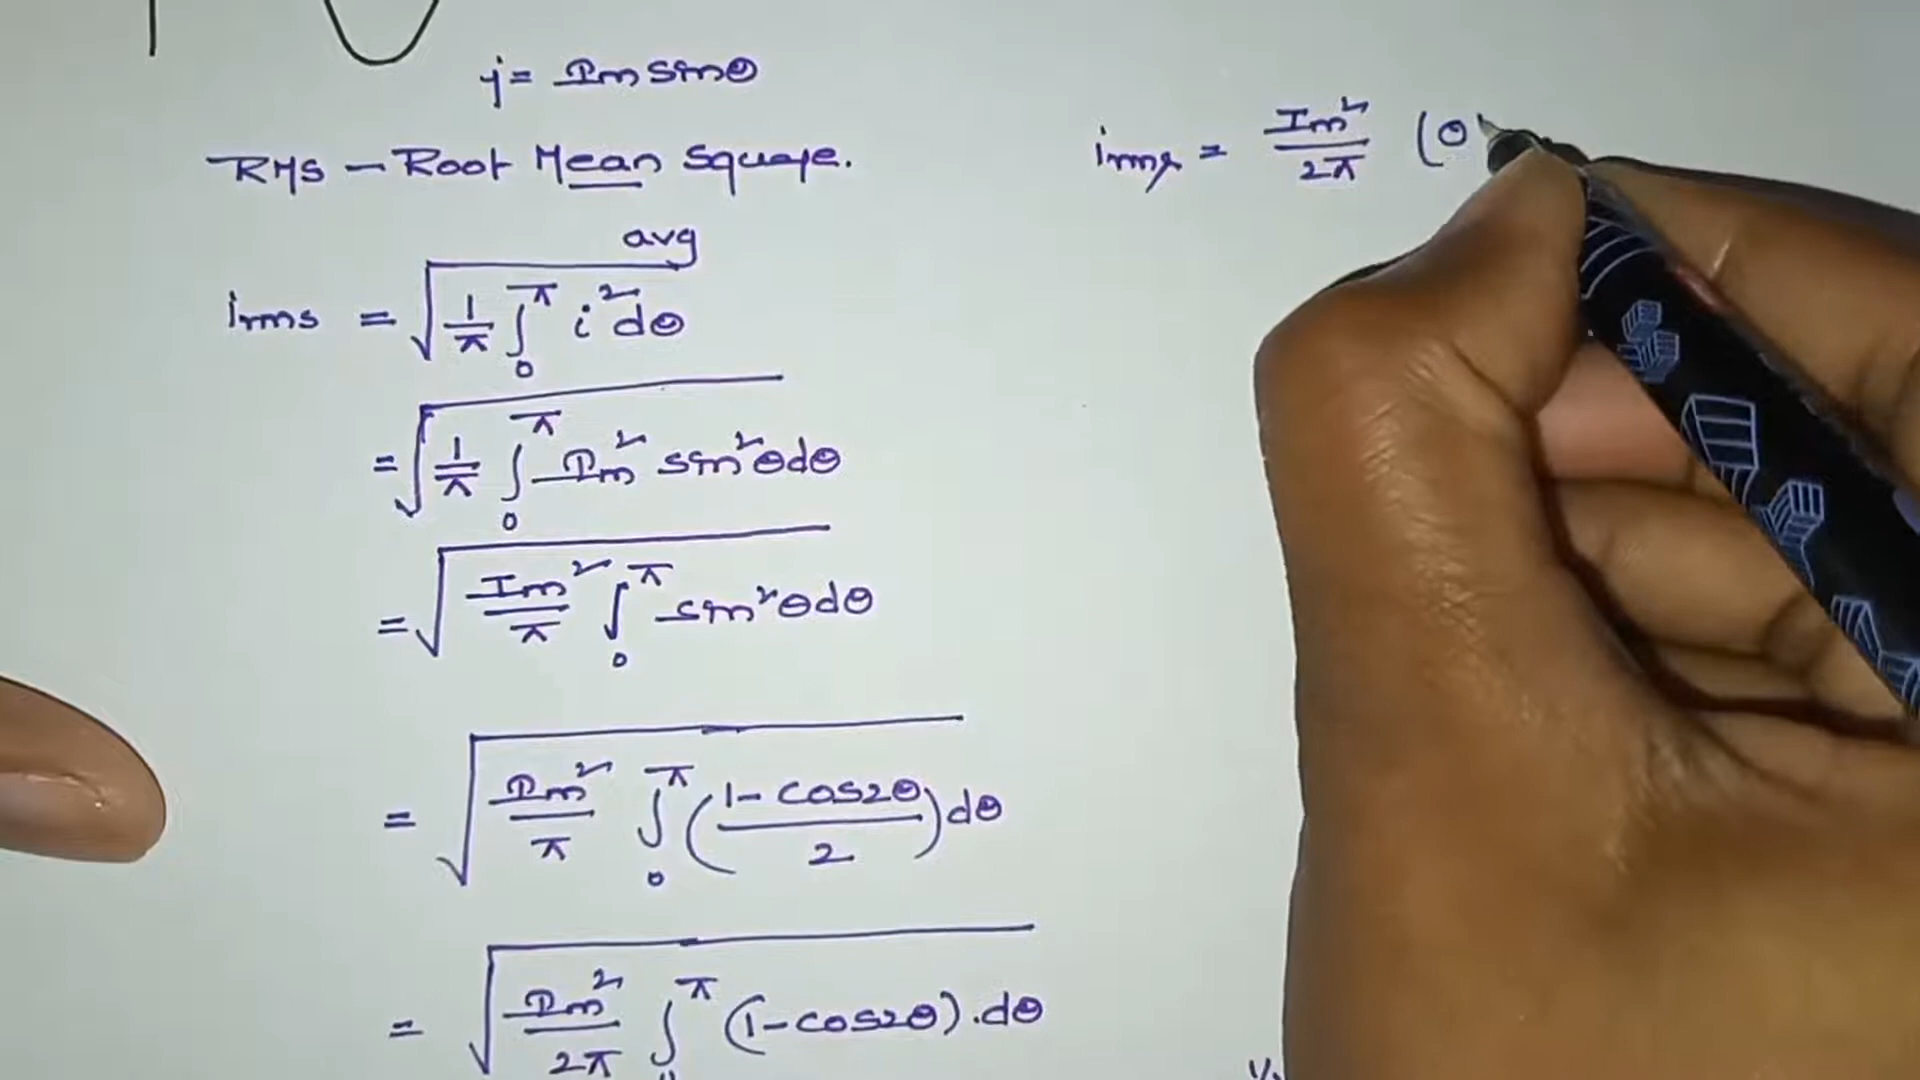 i = Im sinθ
RMS – Root Mean Square.
avg
irms = √(1/π ∫₀^π i² dθ)
= √(1/π ∫₀^π Im² sin²θ dθ)
= √(Im²/π ∫₀^π sin²θ dθ)
= √(Im²/π ∫₀^π ((1 - cos2θ)/2) dθ)
= √(Im²/2π ∫^π (1 - cos2θ).dθ)
irms = Im²/2π (θ